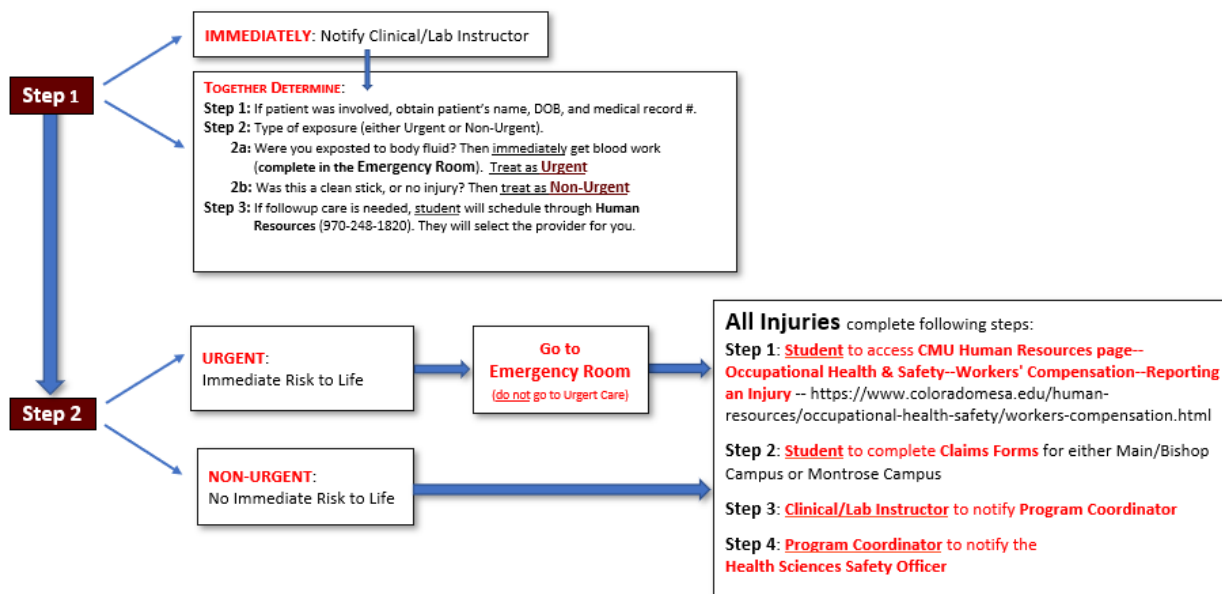 IMMEDIATELY: Notify Clinical/Lab Instructor
Step 1
TOGETHER DETERMINE:
Step 1: If patient was involved, obtain patient's name, DOB, and medical record #.
Step 2: Type of exposure (either Urgent or Non-Urgent).
2a: Were you exposted to body fluid? Then immediately get blood work
(complete in the Emergency Room). Treat as Urgent
2b: Was this a clean stick, or no injury? Then treat as Non-Urgent
Step 3: If followup care is needed, student will schedule through Human
Resources (970-248-1820). They will select the provider for you.
Step 2
URGENT:
Immediate Risk to Life
Go to
Emergency Room
(do not go to Urgert Care)
NON-URGENT:
No Immediate Risk to Life
All Injuries complete following steps:
Step 1: Student to access CMU Human Resources page--
Occupational Health & Safety--Workers' Compensation--Reporting
an Injury -- https://www.coloradomesa.edu/human-
resources/occupational-health-safety/workers-compensation.html
Step 2: Student to complete Claims Forms for either Main/Bishop
Campus or Montrose Campus
Step 3: Clinical/Lab Instructor to notify Program Coordinator
Step 4: Program Coordinator to notify the
Health Sciences Safety Officer